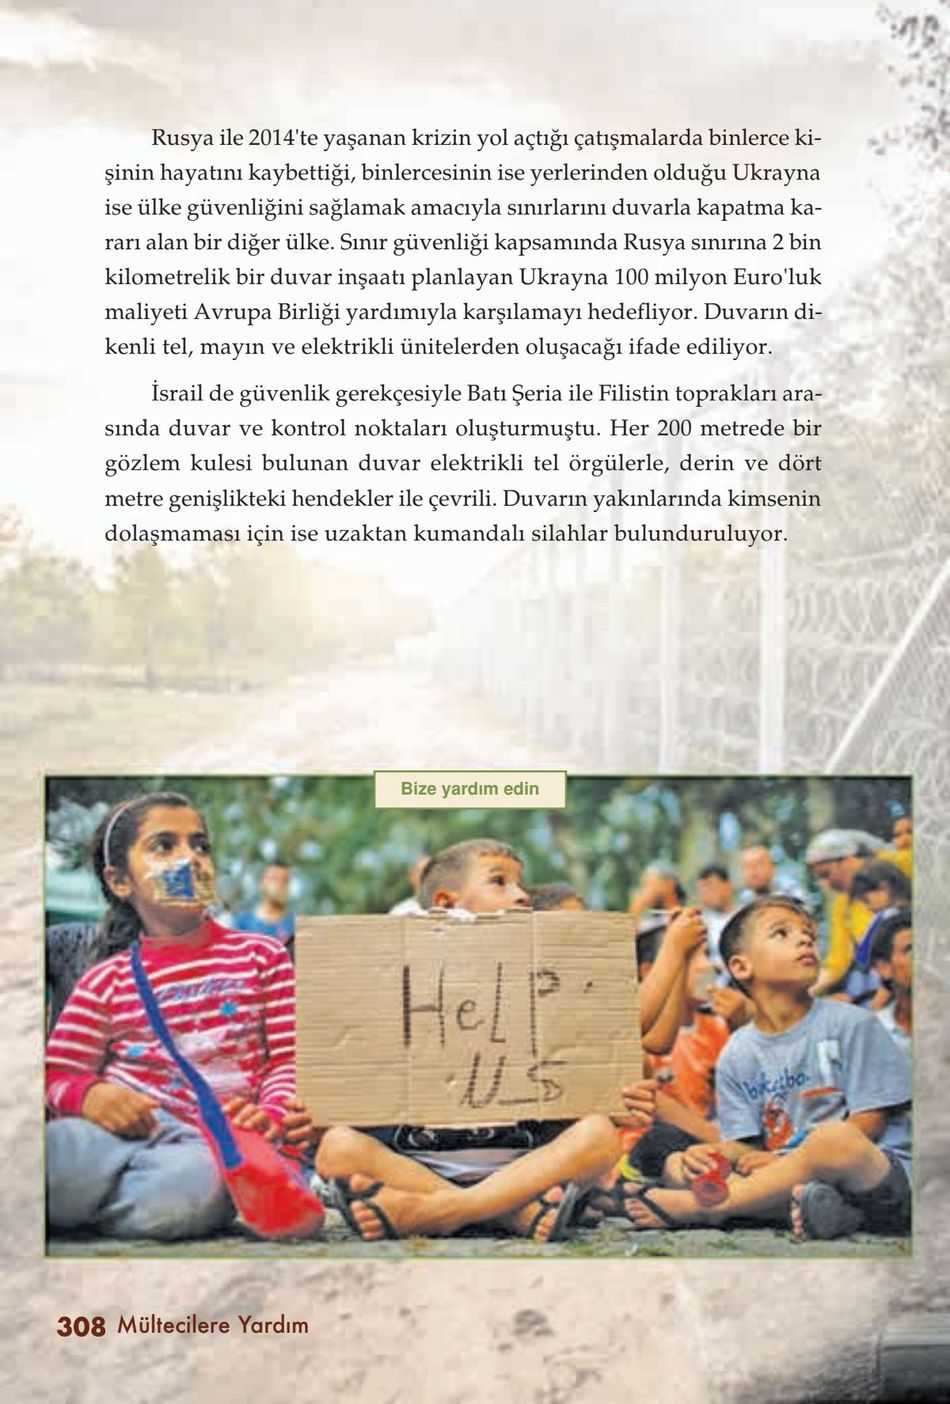 Rusya ile 2014'te yaşanan krizin yol açtığı çatışmalarda binlerce ki-
şinin hayatını kaybettiği, binlercesinin ise yerlerinden olduğu Ukrayna
ise ülke güvenliğini sağlamak amacıyla sınırlarını duvarla kapatma ka-
rarı alan bir diğer ülke. Sınır güvenliği kapsamında Rusya sınırına 2 bin
kilometrelik bir duvar inşaatı planlayan Ukrayna 100 milyon Euro'luk
maliyeti Avrupa Birliği yardımıyla karşılamayı hedefliyor. Duvarın di-
kenli tel, mayın ve elektrikli ünitelerden oluşacağı ifade ediliyor.
İsrail de güvenlik gerekçesiyle Batı Şeria ile Filistin toprakları ara-
sında duvar ve kontrol noktaları oluşturmuştu. Her 200 metrede bir
gözlem kulesi bulunan duvar elektrikli tel örgülerle, derin ve dört
metre genişlikteki hendekler ile çevrili. Duvarın yakınlarında kimsenin
dolaşmaması için ise uzaktan kumandalı silahlar bulunduruluyor.
Bize yardım edin
HeLP
US
308 Mültecilere Yardım